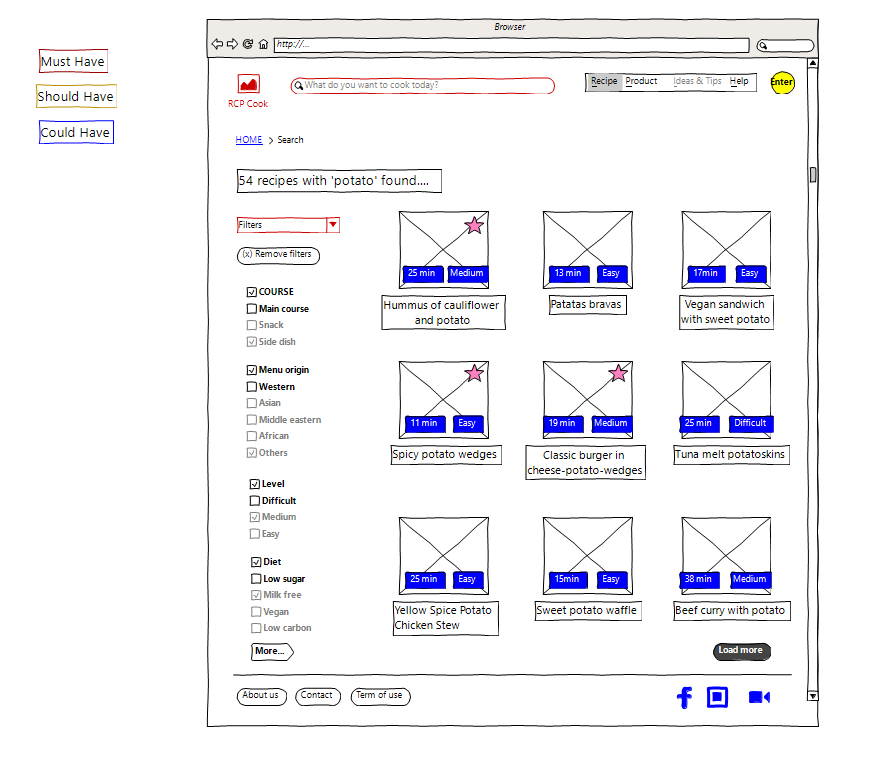 Must Have
Should Have
Could Have
Browser
http://...
RCP Cook
What do you want to cook today?
Recipe Product Ideas & Tips Help
Enter
HOME > Search
54 recipes with 'potato' found....
Filters
(x) Remove filters
COURSE
Main course
Snack
Side dish
Menu origin
Western
Asian
Middle eastern
African
Others
Level
Difficult
Medium
Easy
Diet
Low sugar
Milk free
Vegan
Low carbon
More...
25 min Medium
Hummus of cauliflower
and potato
13 min Easy
Patatas bravas
17min Easy
Vegan sandwich
with sweet potato
11 min Easy
Spicy potato wedges
19 min Medium
Classic burger in
cheese-potato-wedges
25 min Difficult
Tuna melt potatoskins
25 min Easy
Yellow Spice Potato
Chicken Stew
15min Easy
Sweet potato waffle
38 min Medium
Beef curry with potato
Load more
About us Contact Term of use